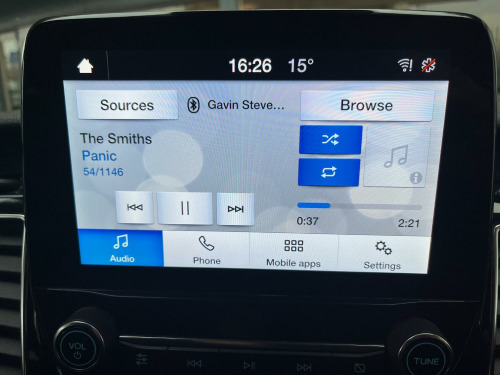 16:26 15°
Sources Gavin Steve... Browse
The Smiths
Panic
54/1146
0:37 2:21
Audio Phone Mobile apps Settings
VOL TUNE